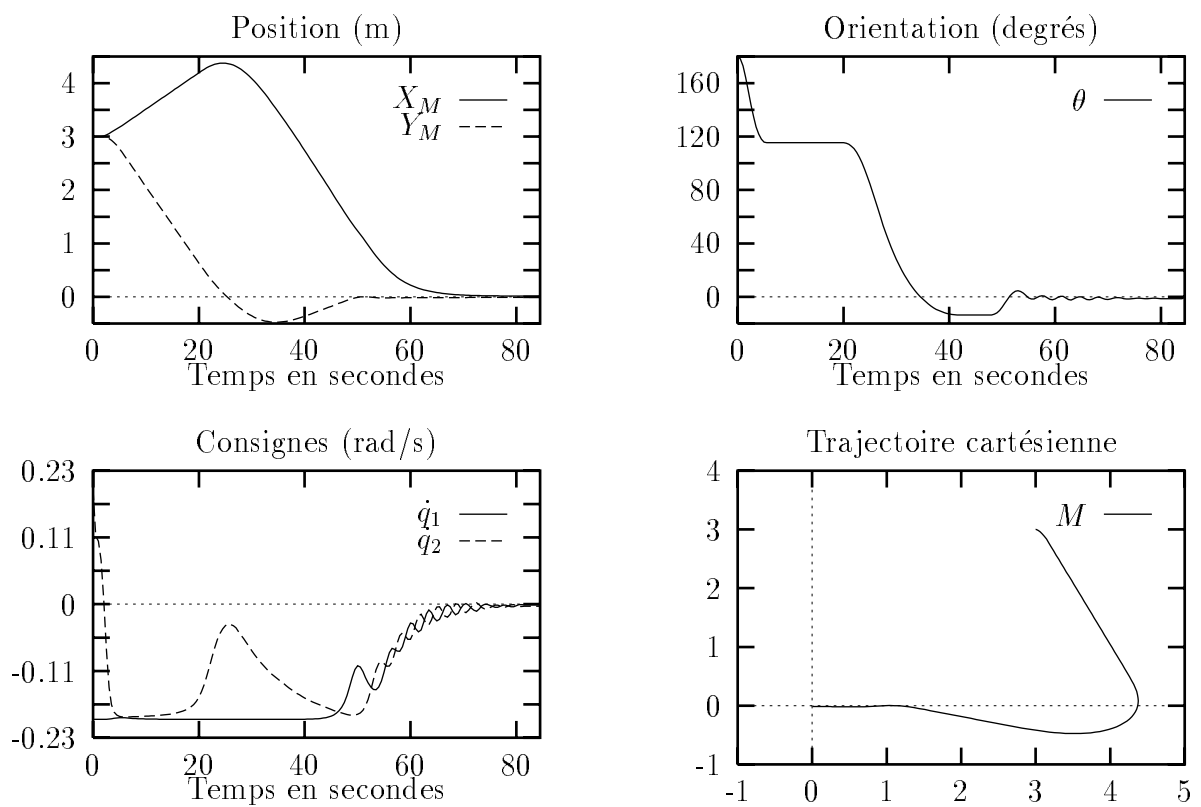 Position (m)
4
3
2
1
0
X_M
Y_M
0 20 40 60 80
Temps en secondes
Orientation (degrés)
160
120
80
40
0
θ
0 20 40 60 80
Temps en secondes
Consignes (rad/s)
0.23
0.11
0
-0.11
-0.23
q̇1
q̇2
0 20 40 60 80
Temps en secondes
Trajectoire cartésienne
4
3
2
1
0
-1
M
-1 0 1 2 3 4 5